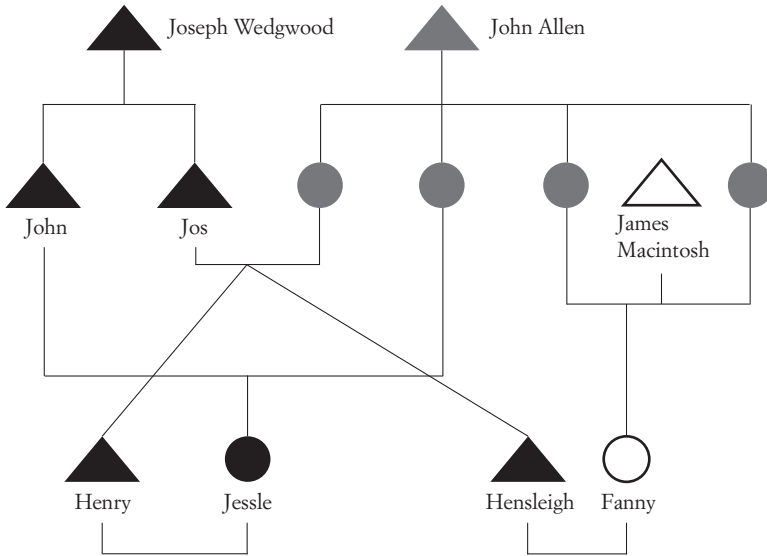 Joseph Wedgwood
John Allen
John
Jos
James
Macintosh
Henry
Jessle
Hensleigh
Fanny